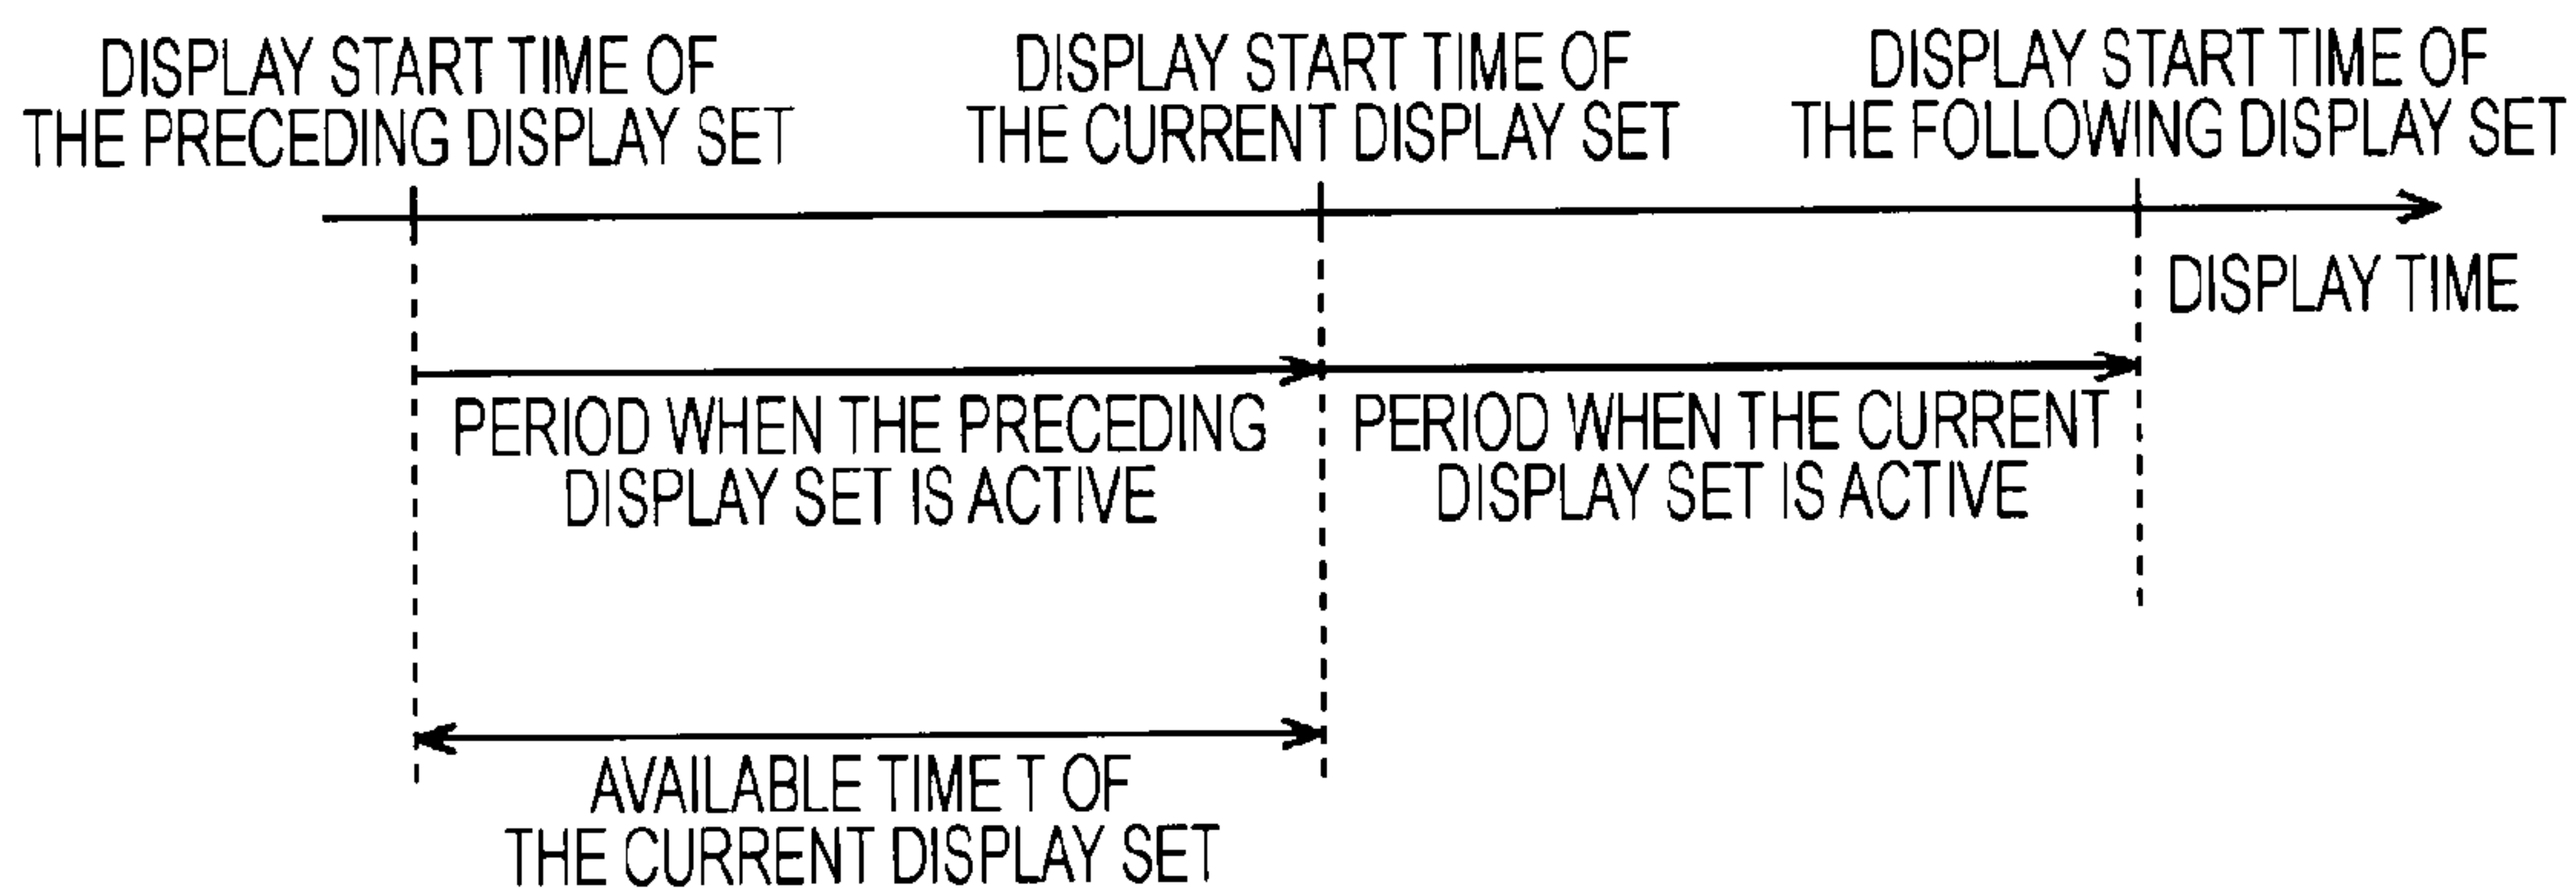 DISPLAY START TIME OF
THE PRECEDING DISPLAY SET
DISPLAY START TIME OF
THE CURRENT DISPLAY SET
DISPLAY START TIME OF
THE FOLLOWING DISPLAY SET
DISPLAY TIME
PERIOD WHEN THE PRECEDING
DISPLAY SET IS ACTIVE
PERIOD WHEN THE CURRENT
DISPLAY SET IS ACTIVE
AVAILABLE TIME T OF
THE CURRENT DISPLAY SET